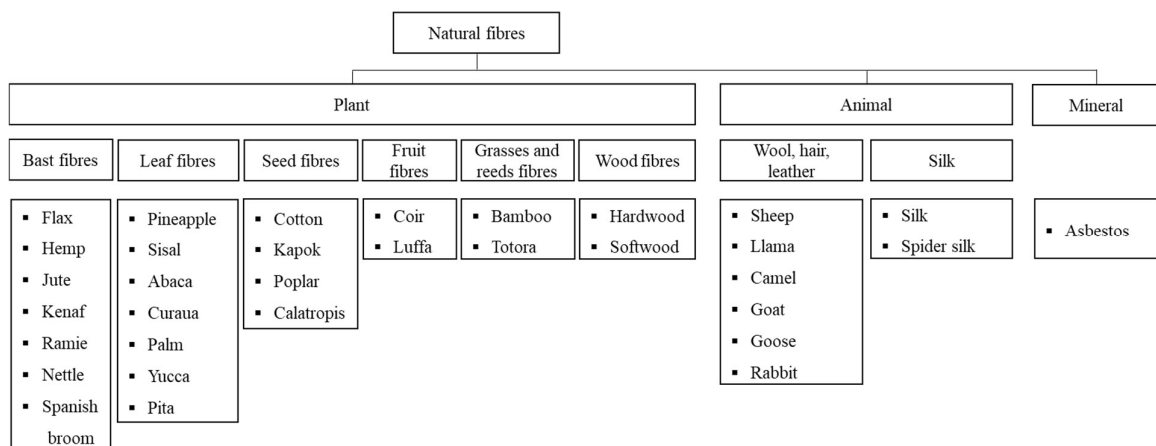 Natural fibres
Plant
Animal
Mineral
Bast fibres
Leaf fibres
Seed fibres
Fruit
fibres
Grasses and
reeds fibres
Wood fibres
Wool, hair,
leather
Silk
▪ Flax
▪ Hemp
▪ Jute
▪ Kenaf
▪ Ramie
▪ Nettle
▪ Spanish
broom
▪ Pineapple
▪ Sisal
▪ Abaca
▪ Curaua
▪ Palm
▪ Yucca
▪ Pita
▪ Cotton
▪ Kapok
▪ Poplar
▪ Calatropis
▪ Coir
▪ Luffa
▪ Bamboo
▪ Totora
▪ Hardwood
▪ Softwood
▪ Sheep
▪ Llama
▪ Camel
▪ Goat
▪ Goose
▪ Rabbit
▪ Silk
▪ Spider silk
▪ Asbestos